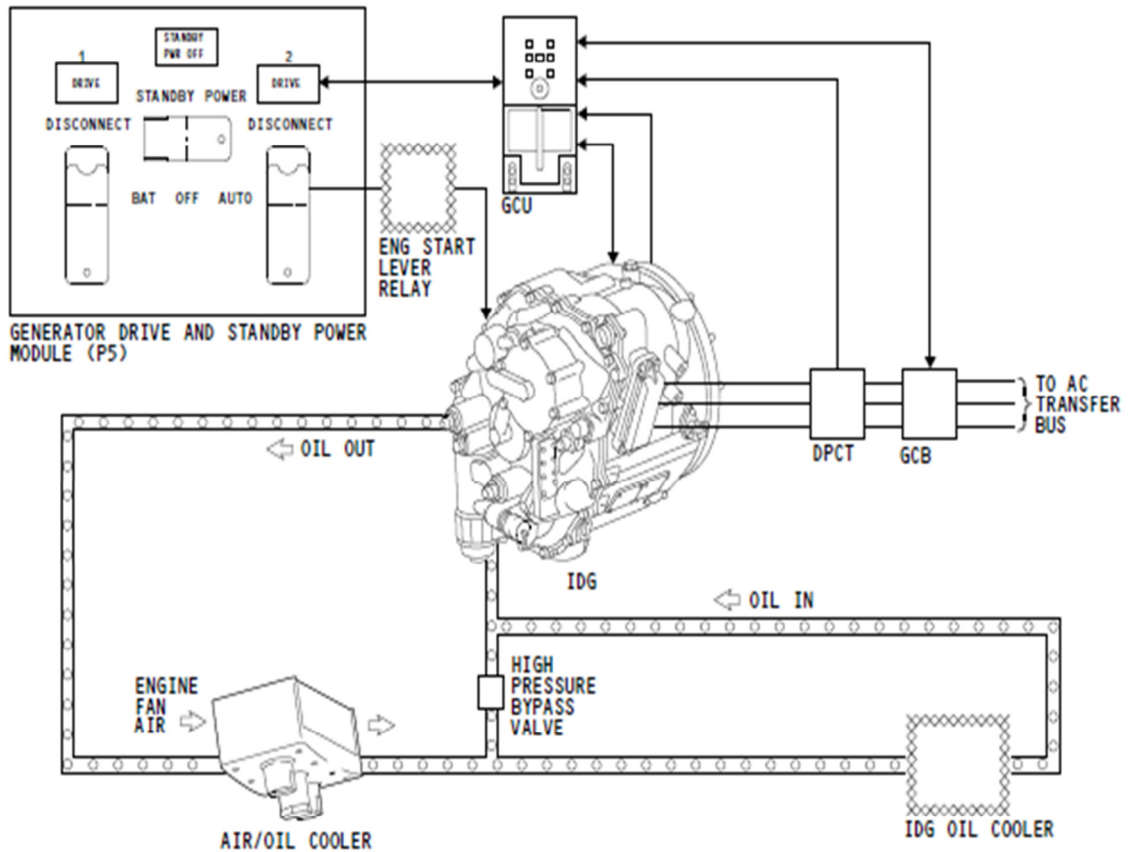 STANDBY
PWR OFF
1
2
DRIVE
DRIVE
STANDBY POWER
DISCONNECT
DISCONNECT
BAT OFF AUTO
GENERATOR DRIVE AND STANDBY POWER
MODULE (P5)
ENG START
LEVER
RELAY
GCU
TO AC
TRANSFER
BUS
DPCT
GCB
OIL OUT
IDG
OIL IN
ENGINE
FAN
AIR
HIGH
PRESSURE
BYPASS
VALVE
AIR/OIL COOLER
IDG OIL COOLER